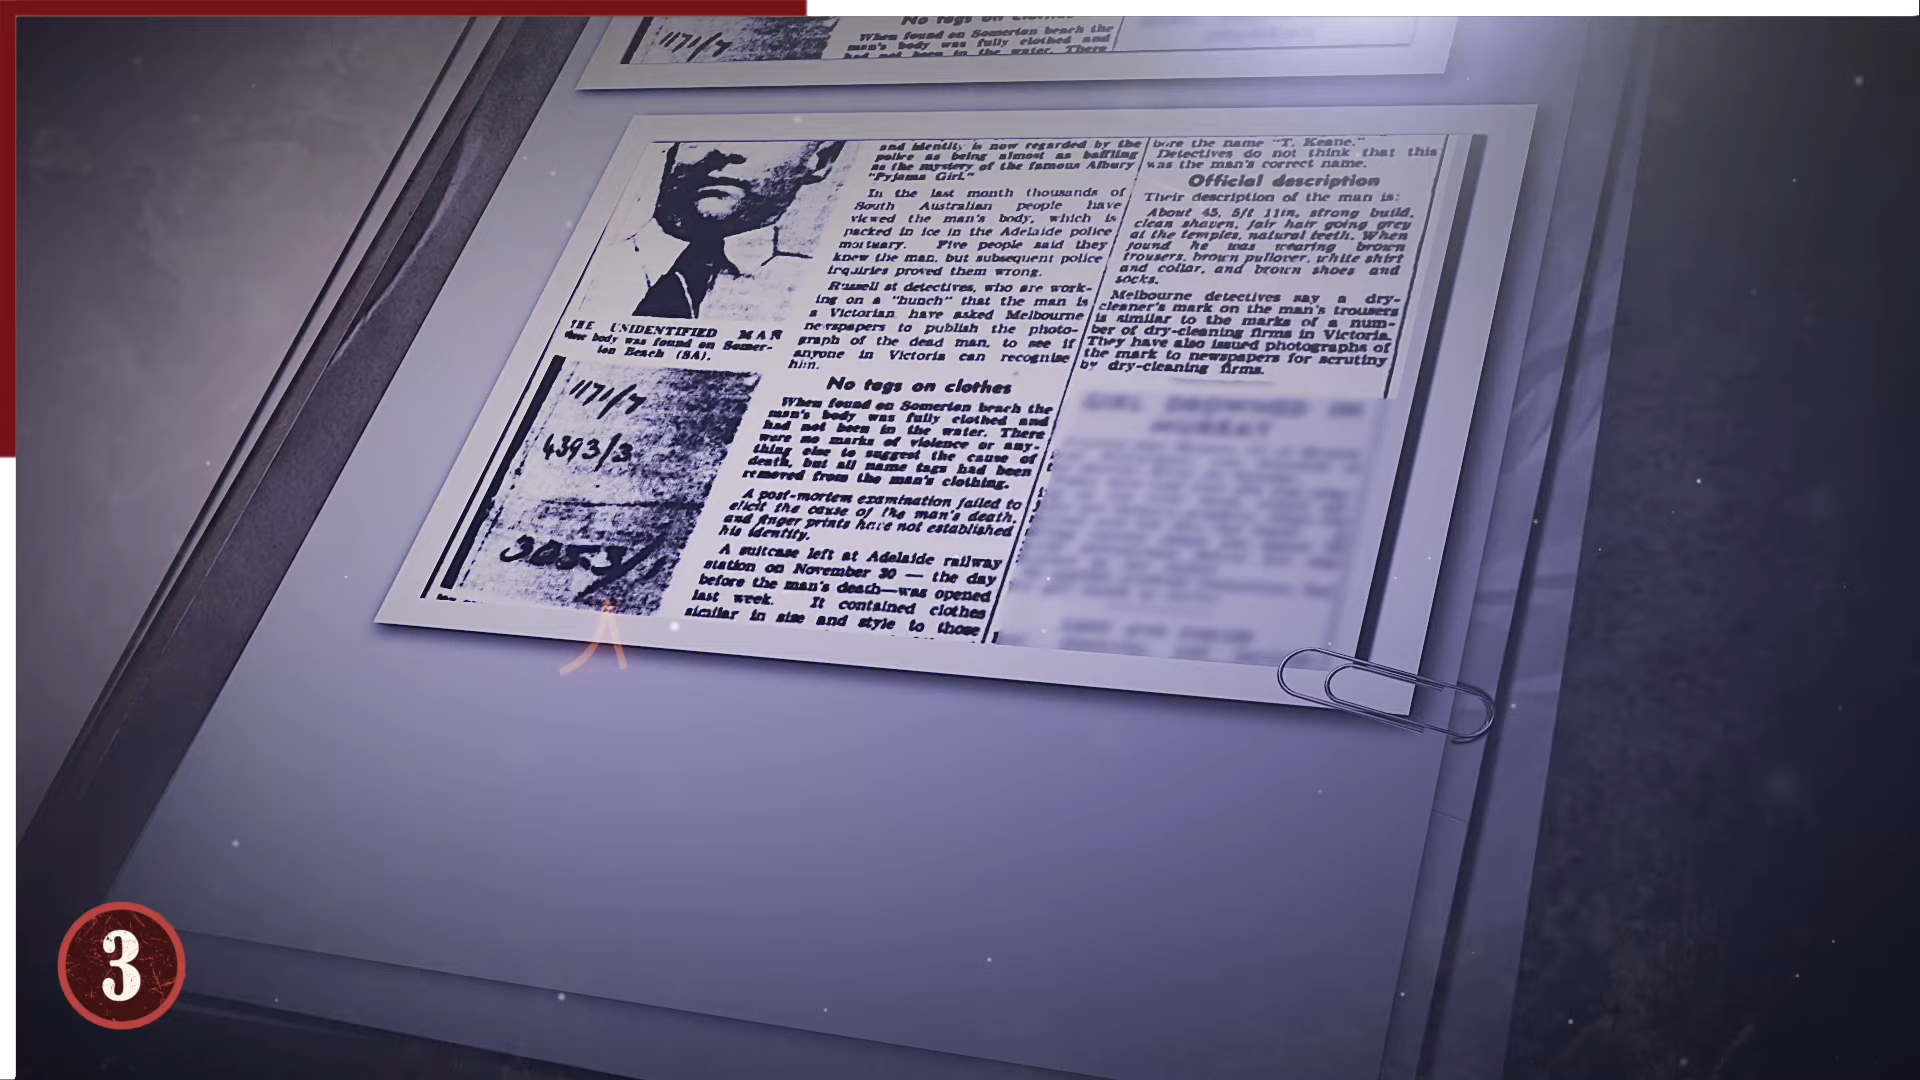 No tags on clothes
1171/7
When found on Somerton beach the
man's body was fully clothed and
had not been in the water. There
and identity is now regarded by the
police as being almost as baffling
as the mystery of the famous Albury
"Pyjama Girl."
In the last month thousands of
South Australian people have
viewed the man's body, which is
packed in ice in the Adelaide police
mortuary. Five people said they
knew the man, but subsequent police
inquiries proved them wrong.
Russell st detectives, who are work-
ing on a "hunch" that the man is
a Victorian, have asked Melbourne
newspapers to publish the photo-
graph of the dead man, to see if
anyone in Victoria can recognise
him.
No tags on clothes
When found on Somerton beach the
man's body was fully clothed and
had not been in the water. There
were no marks of violence or any-
thing else to suggest the cause of
death, but all name tags had been
removed from the man's clothing.
A post-mortem examination failed to
elicit the cause of the man's death,
and finger prints have not established
his identity.
A suitcase left at Adelaide railway
station on November 30 — the day
before the man's death—was opened
last week. It contained clothes
similar in size and style to those
THE UNIDENTIFIED MAN
whose body was found on Somer-
ton Beach (SA).
1171/7
4393/3
3053/1
bore the name "T. Keane."
Detectives do not think that this
was the man's correct name.
Official description
Their description of the man is:
About 45, 5ft 11in, strong build,
clean shaven, fair hair going grey
at the temples, natural teeth. When
found he was wearing brown
trousers, brown pullover, white shirt
and collar, and brown shoes and
socks.
Melbourne detectives say a dry-
cleaner's mark on the man's trousers
is similar to the marks of a num-
ber of dry-cleaning firms in Victoria.
They have also issued photographs of
the mark to newspapers for scrutiny
by dry-cleaning firms.
3